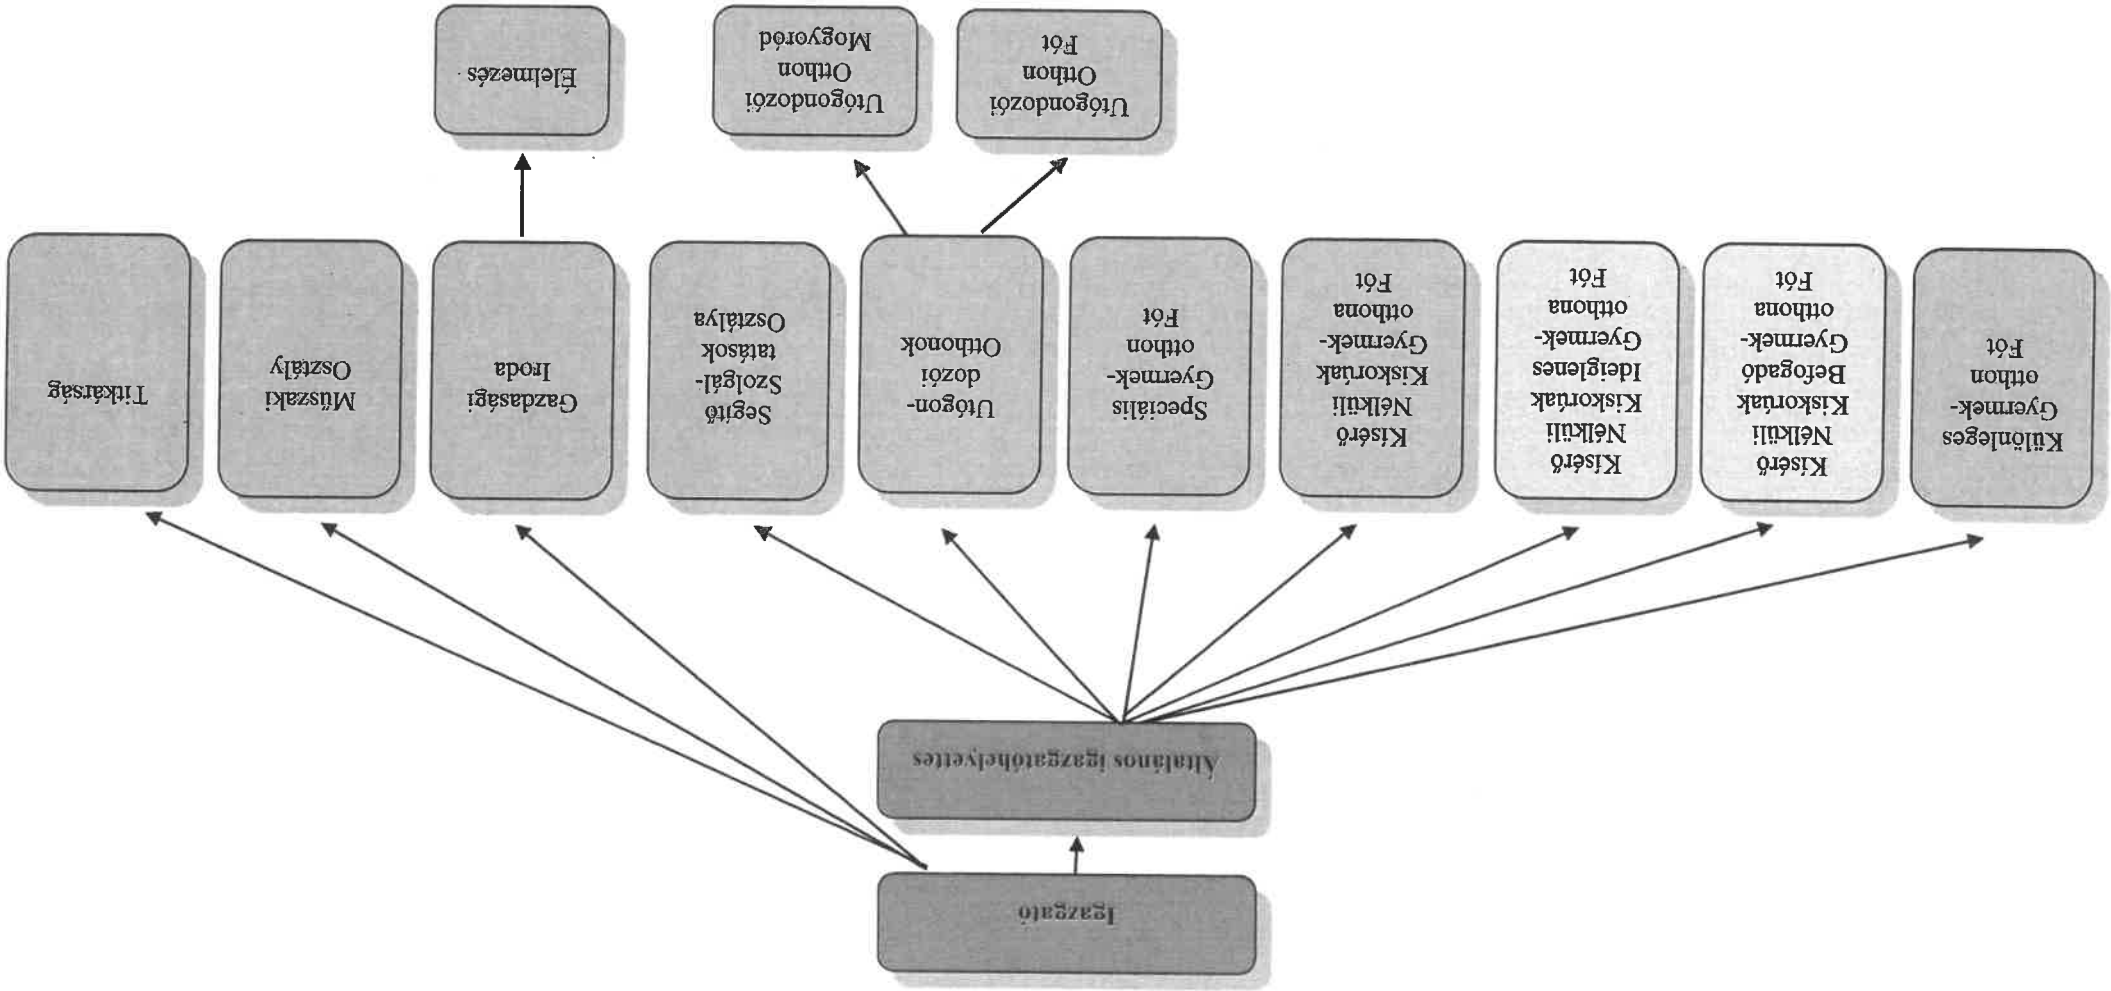 Igazgató
Általános igazgatóhelyettes
Különleges
Gyermek-
otthon
Fót
Kísérő
Nélküli
Kiskorúak
Befogadó
Gyermek-
otthona
Fót
Kísérő
Nélküli
Kiskorúak
Ideiglenes
Gyermek-
otthona
Fót
Kísérő
Nélküli
Kiskorúak
Gyermek-
otthona
Fót
Speciális
Gyermek-
otthon
Fót
Utógon-
dozói
Otthonok
Segítő
Szolgál-
tatások
Osztálya
Gazdasági
Iroda
Műszaki
Osztály
Titkárság
Utógondozói
Otthon
Fót
Utógondozói
Otthon
Mogyoród
Élelmezés